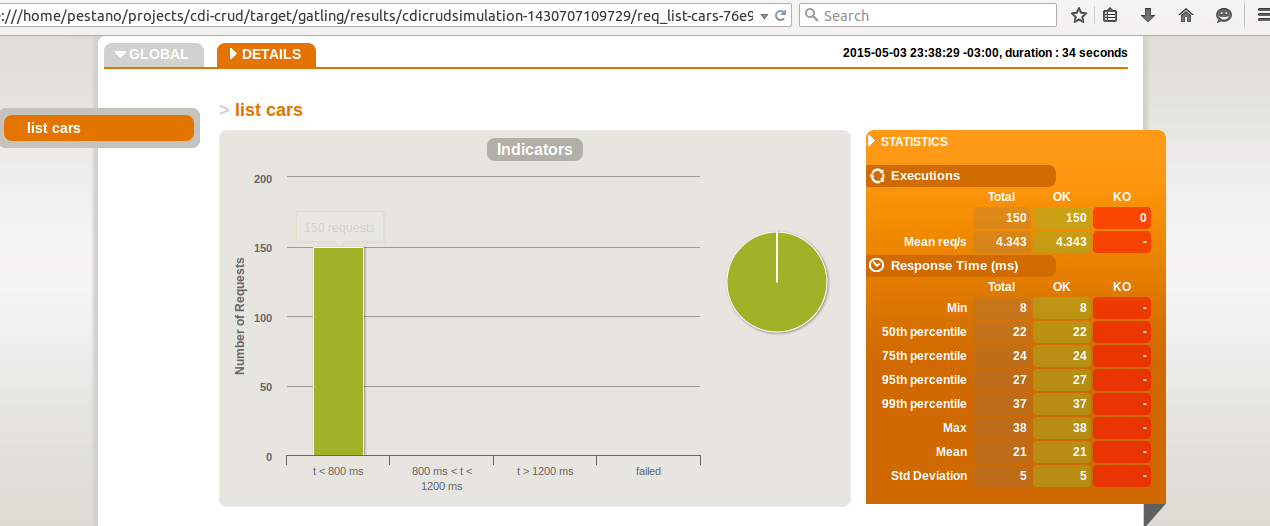 :///home/pestano/projects/cdi-crud/target/gatling/results/cdicrudsimulation-1430707109729/req_list-cars-76e9
Search
GLOBAL
DETAILS
2015-05-03 23:38:29 -03:00, duration : 34 seconds
list cars
> list cars
Indicators
STATISTICS
Executions
Total OK KO
150 150 0
Mean req/s 4.343 4.343 -
Response Time (ms)
Total OK KO
Min 8 8 -
50th percentile 22 22 -
75th percentile 24 24 -
95th percentile 27 27 -
99th percentile 37 37 -
Max 38 38 -
Mean 21 21 -
Std Deviation 5 5 -
Number of Requests
200
150
100
50
0
150 requests
t < 800 ms
800 ms < t <
1200 ms
t > 1200 ms
failed